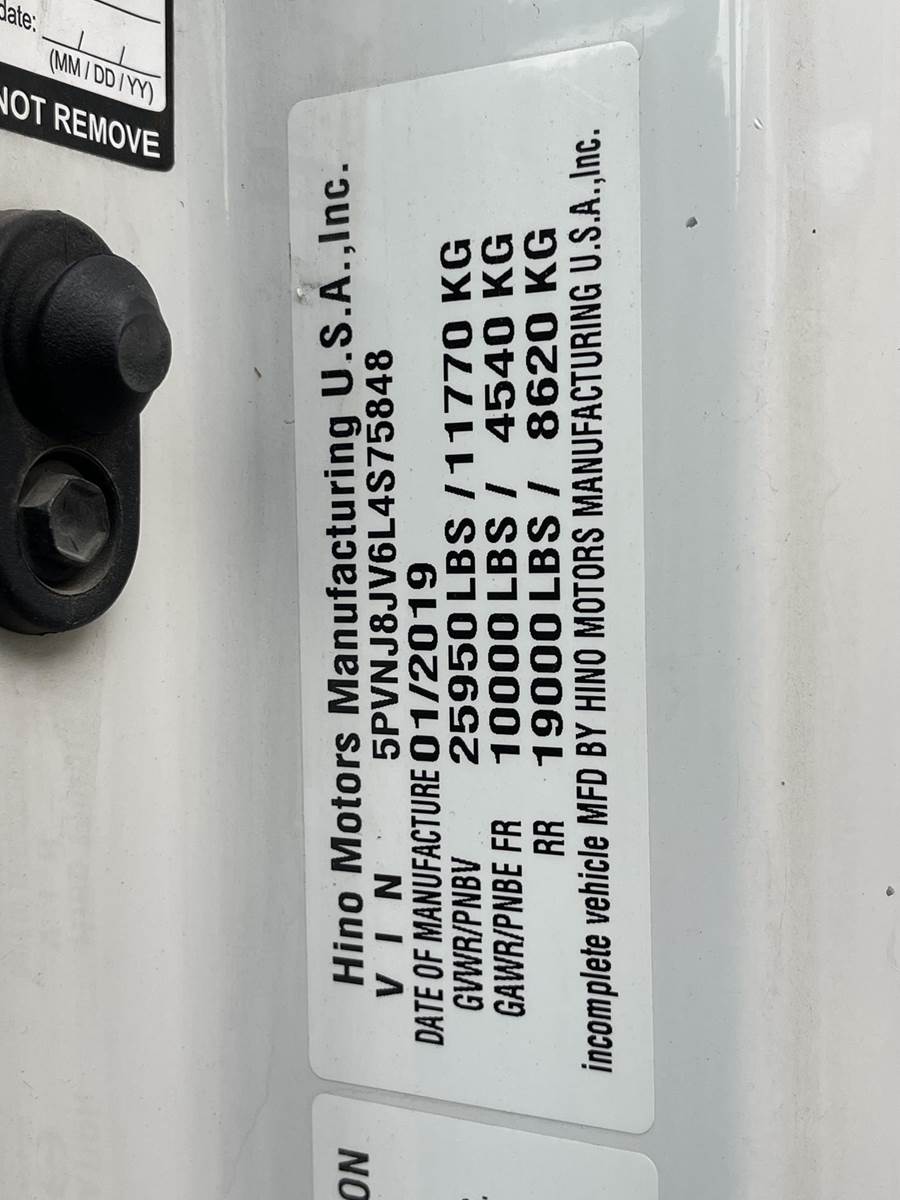 date:
/ /
(MM / DD / YY)
NOT REMOVE
Hino Motors Manufacturing U.S.A.,Inc.
V I N 5PVNJ8JV6L4S75848
DATE OF MANUFACTURE 01/2019
GVWR/PNBV 25950 LBS / 11770 KG
GAWR/PNBE FR 10000 LBS / 4540 KG
RR 19000 LBS / 8620 KG
incomplete vehicle MFD BY HINO MOTORS MANUFACTURING U.S.A.,Inc.
ON